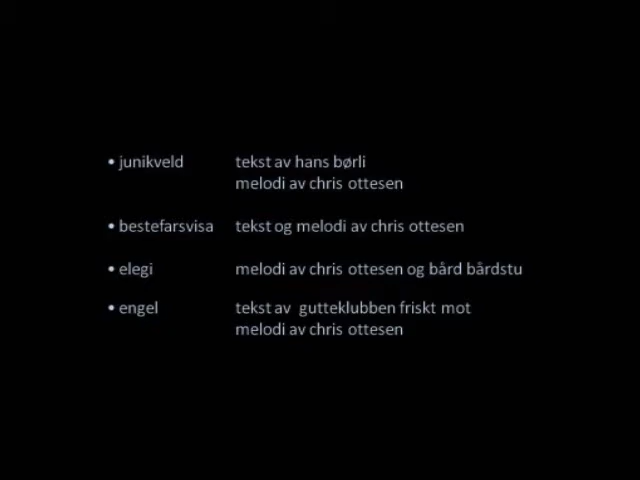 • junikveld tekst av hans børli
melodi av chris ottesen
• bestefarsvisa tekst og melodi av chris ottesen
• elegi melodi av chris ottesen og bård bårdstu
• engel tekst av gutteklubben friskt mot
melodi av chris ottesen